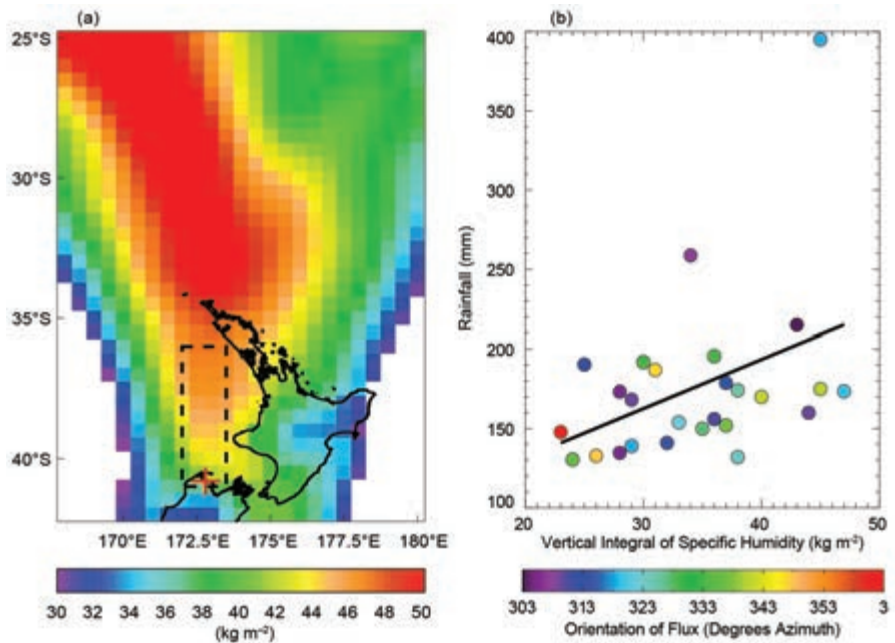 (a)
25°S
30°S
35°S
40°S
170°E 172.5°E 175°E 177.5°E 180°E
30 32 34 36 38 40 42 44 46 48 50
(kg m⁻²)
(b)
Rainfall (mm)
400
350
300
250
200
150
100
20 30 40 50
Vertical Integral of Specific Humidity (kg m⁻²)
303 313 323 333 343 353 3
Orientation of Flux (Degrees Azimuth)